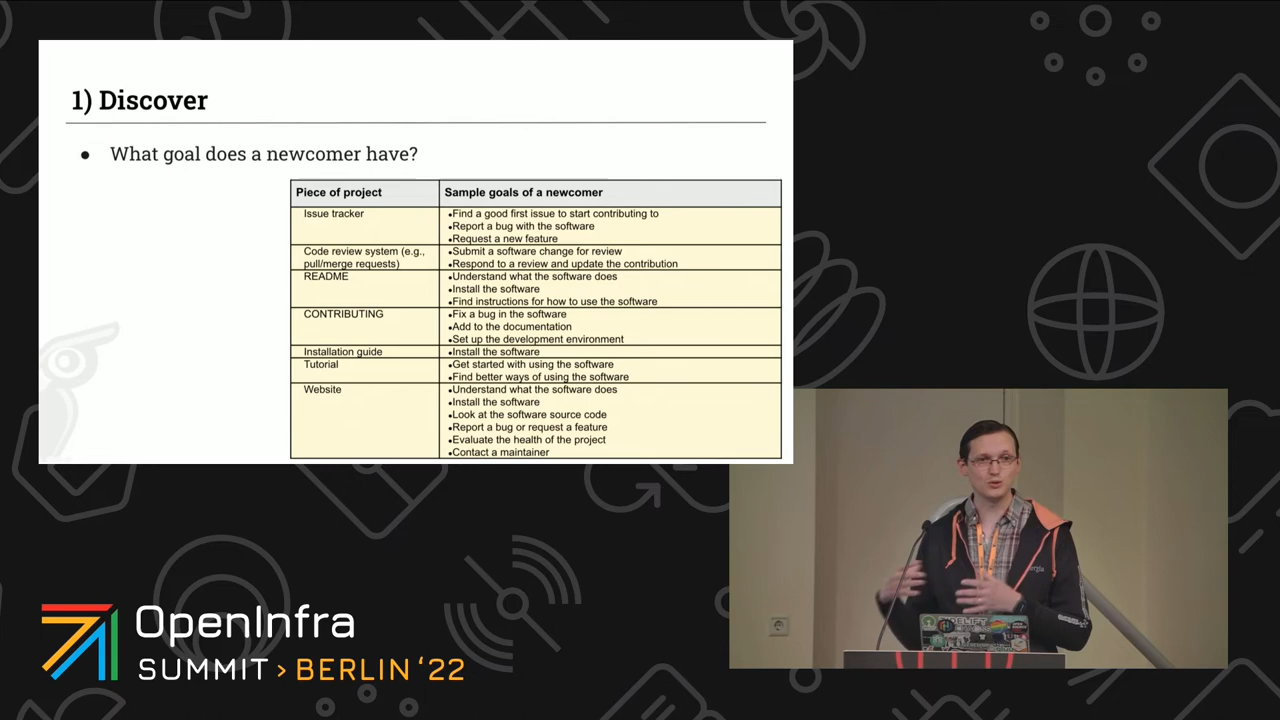 1) Discover
● What goal does a newcomer have?
Piece of project
Sample goals of a newcomer
Issue tracker
•Find a good first issue to start contributing to
•Report a bug with the software
•Request a new feature
Code review system (e.g.,
pull/merge requests)
•Submit a software change for review
•Respond to a review and update the contribution
README
•Understand what the software does
•Install the software
•Find instructions for how to use the software
CONTRIBUTING
•Fix a bug in the software
•Add to the documentation
•Set up the development environment
Installation guide
•Install the software
Tutorial
•Get started with using the software
•Find better ways of using the software
Website
•Understand what the software does
•Install the software
•Look at the software source code
•Report a bug or request a feature
•Evaluate the health of the project
•Contact a maintainer
OpenInfra
SUMMIT > BERLIN ‘22